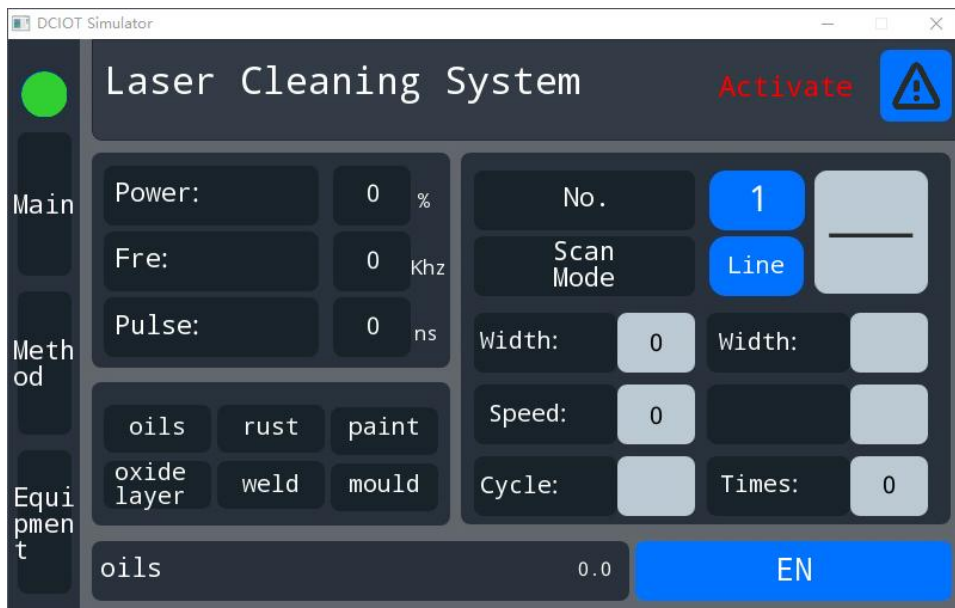 DCIOT Simulator
Laser Cleaning System
Activate
Main
Meth
od
Equi
pmen
t
Power:
0
%
Fre:
0
Khz
Pulse:
0
ns
oils
rust
paint
oxide
layer
weld
mould
No.
1
Scan
Mode
Line
Width:
0
Width:
Speed:
0
Cycle:
Times:
0
oils
0.0
EN